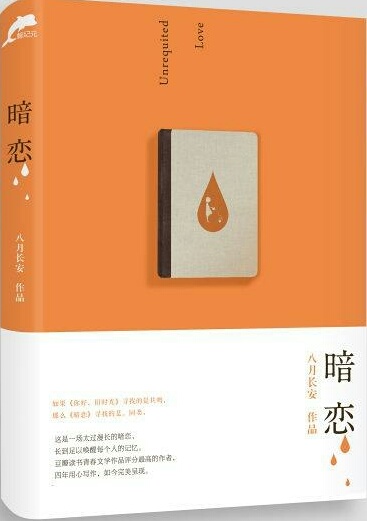 Unrequited
Love
暗恋
八月长安 作品
暗恋
八月长安 作品
如果《你好,旧时光》寻找的是共鸣,
那么《暗恋》寻找的是,同类。
这是一场太过漫长的暗恋,
长到足以唤醒每个人的记忆。
豆瓣读书青春文学作品评分最高的作者,
四年用心写作,如今完美呈现。